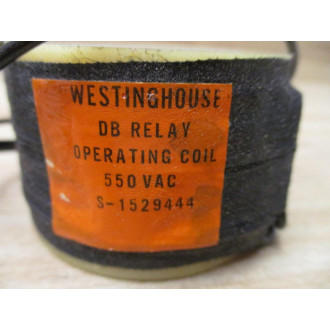 WESTINGHOUSE
DB RELAY
OPERATING COIL
550 VAC
S-1529444